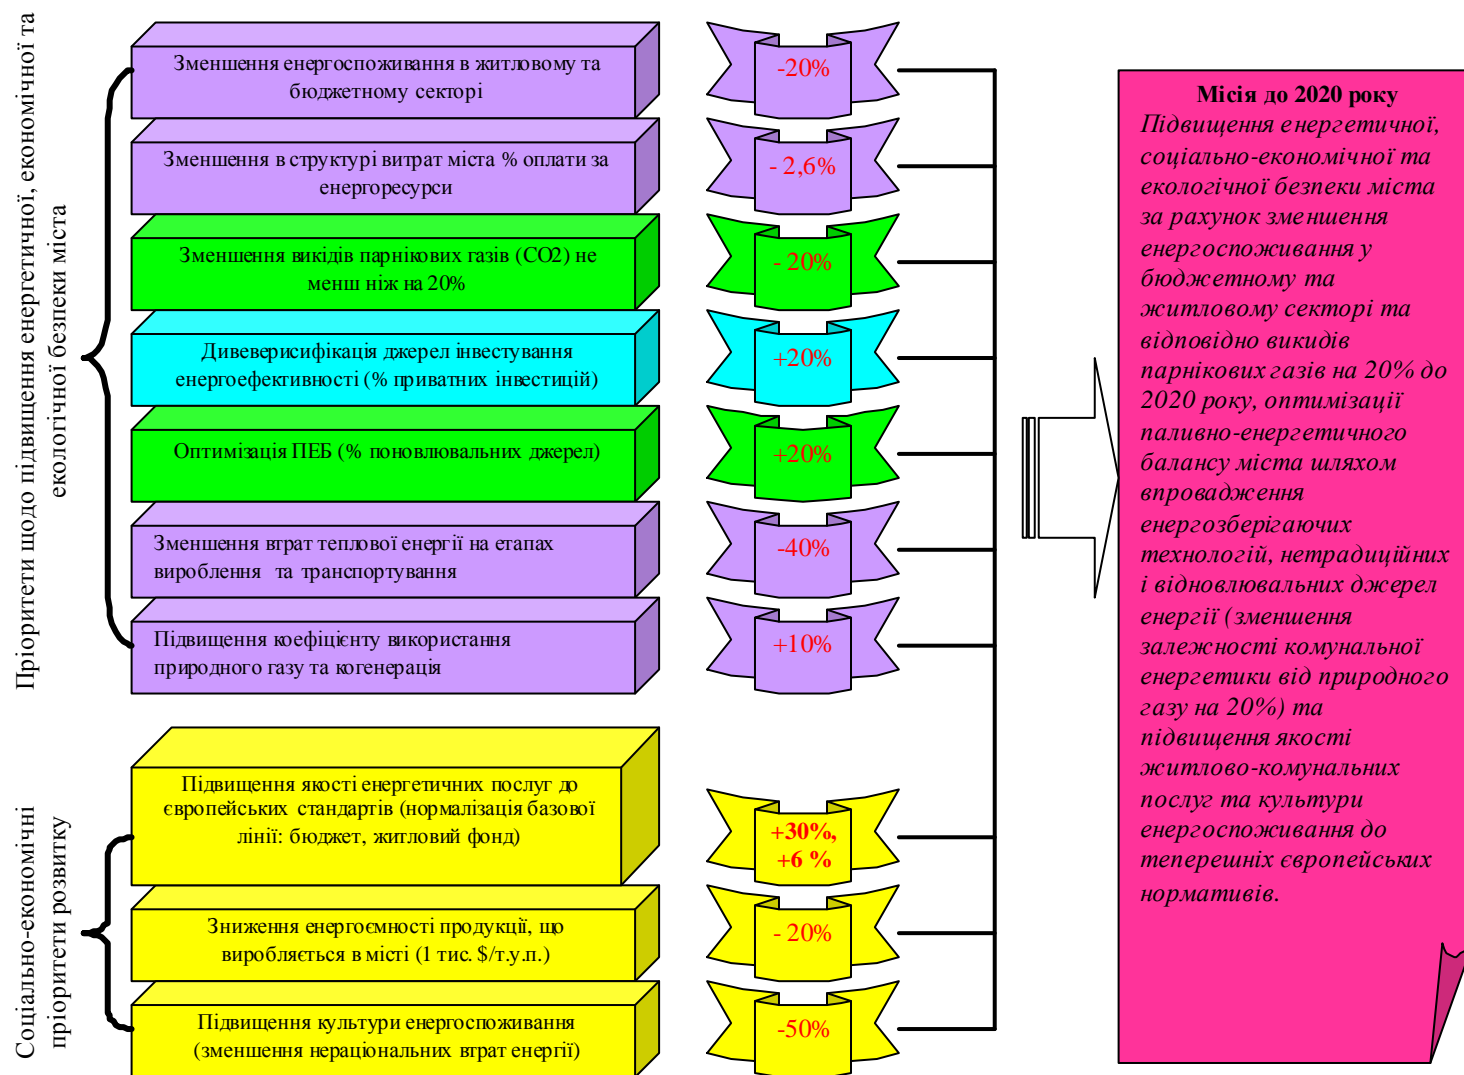 Пріоритети щодо підвищення енергетичної, економічної та
екологічної безпеки міста
Зменшення енергоспоживання в житловому та
бюджетному секторі
-20%
Зменшення в структурі витрат міста % оплати за
енергоресурси
- 2,6%
Зменшення викідів парнікових газів (СО2) не
менш ніж на 20%
- 20%
Дивеверисифікація джерел інвестування
енергоефективності (% приватних інвестицій)
+20%
Оптимізація ПЕБ (% поновлювальних джерел)
+20%
Зменшення втрат теплової енергії на етапах
вироблення та транспортування
-40%
Підвищення коефіцієнту використання
природного газу та когенерація
+10%
Соціально-економічні
пріоритети розвитку
Підвищення якості енергетичних послуг до
європейських стандартів (нормалізація базової
лінії: бюджет, житловий фонд)
+30%,
+6 %
Зниження енергоємності продукції, що
виробляється в місті (1 тис. $/т.у.п.)
- 20%
Підвищення культури енергоспоживання
(зменшення нераціональних втрат енергії)
-50%
Місія до 2020 року
Підвищення енергетичної,
соціально-економічної та
екологічної безпеки міста
за рахунок зменшення
енергоспоживання у
бюджетному та
житловому секторі та
відповідно викидів
парнікових газів на 20% до
2020 року, оптимізації
паливно-енергетичного
балансу міста шляхом
впровадження
енергозберігаючих
технологій, нетрадиційних
і відновлювальних джерел
енергії (зменшення
залежності комунальної
енергетики від природного
газу на 20%) та
підвищення якості
житлово-комунальних
послуг та культури
енергоспоживання до
теперешніх європейських
нормативів.